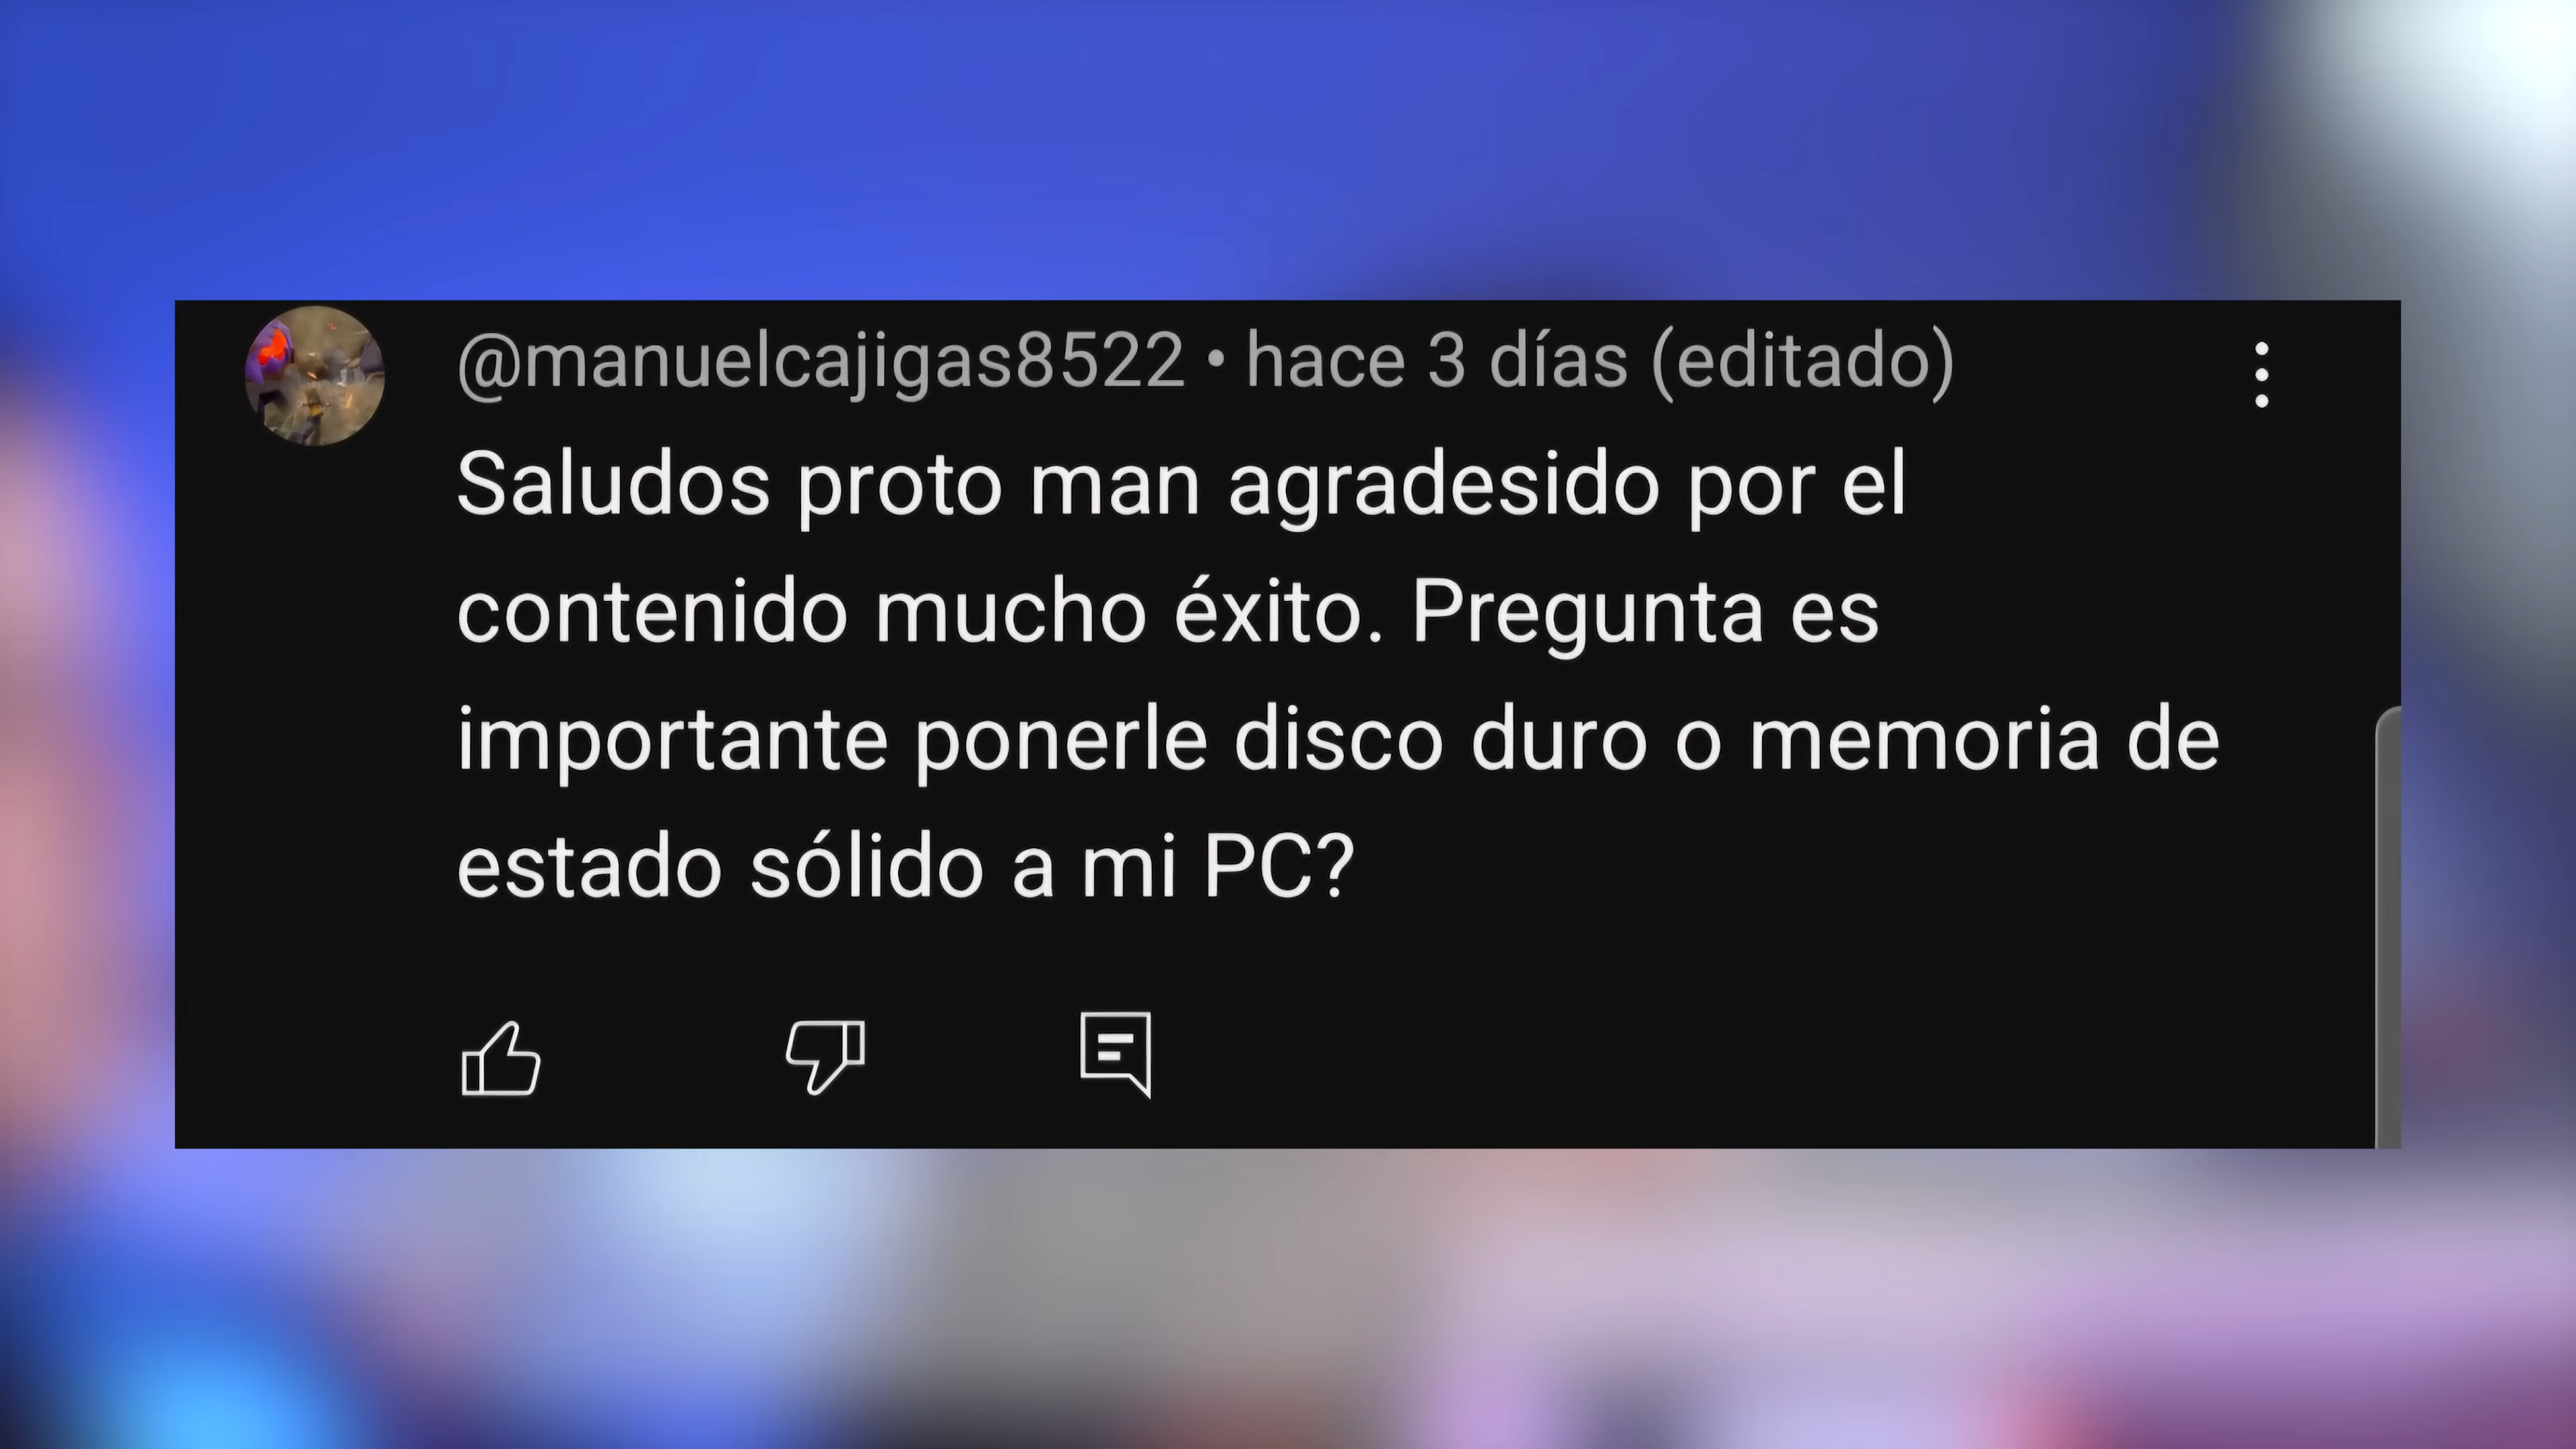 @manuelcajigas8522 • hace 3 días (editado)
Saludos proto man agradesido por el
contenido mucho éxito. Pregunta es
importante ponerle disco duro o memoria de
estado sólido a mi PC?